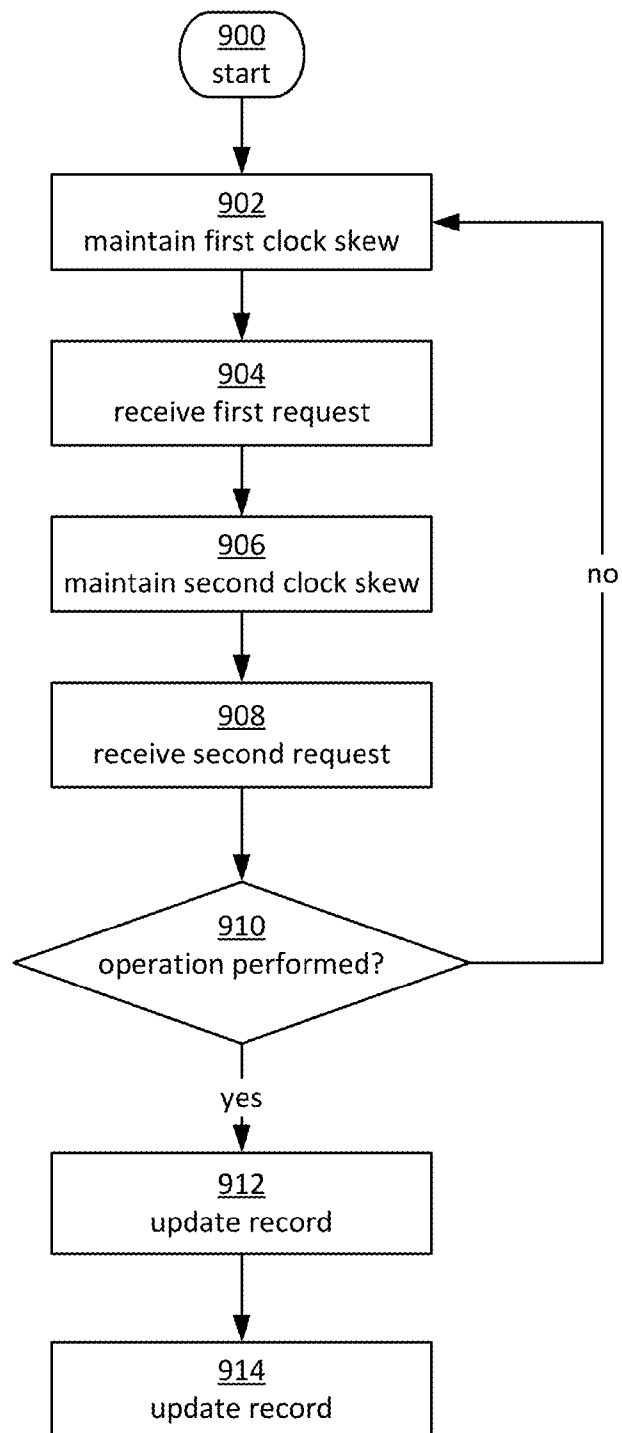 900
start
902
maintain first clock skew
904
receive first request
906
maintain second clock skew
no
908
receive second request
910
operation performed?
yes
912
update record
914
update record